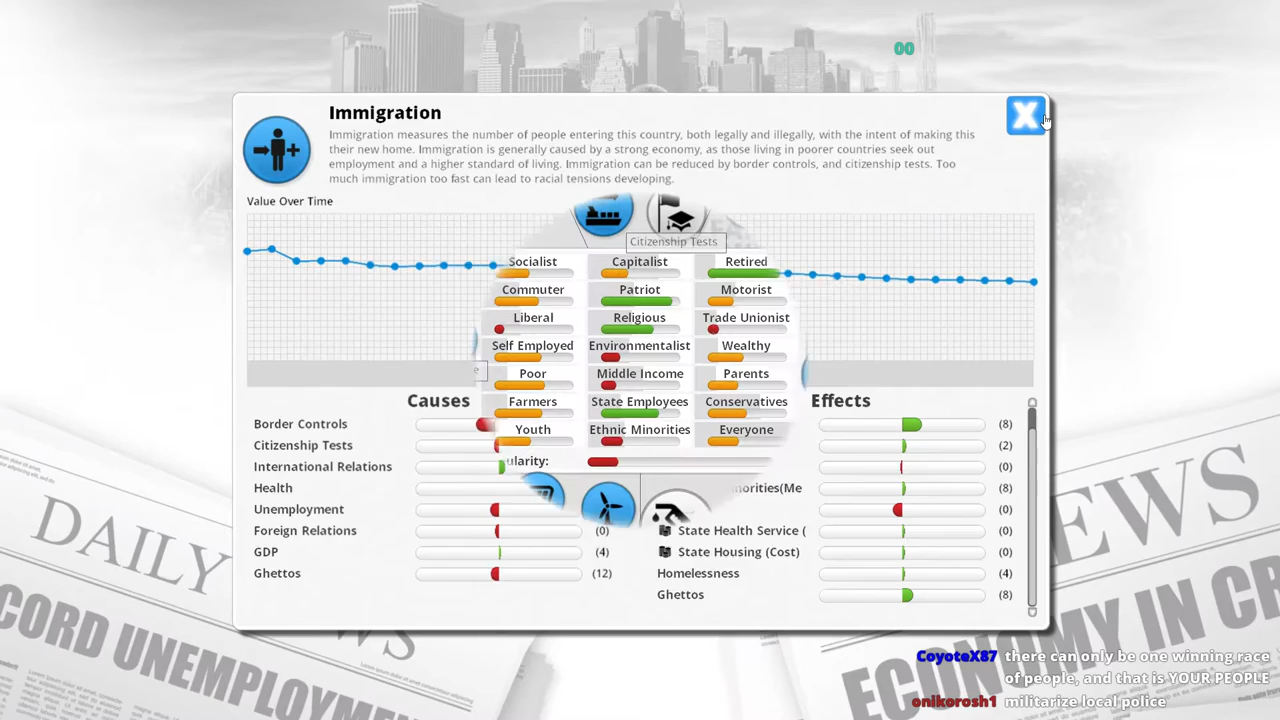 00
Immigration
Immigration measures the number of people entering this country, both legally and illegally, with the intent of making this
their new home. Immigration is generally caused by a strong economy, as those living in poorer countries seek out
employment and a higher standard of living. Immigration can be reduced by border controls, and citizenship tests. Too
much immigration too fast can lead to racial tensions developing.
Value Over Time
Citizenship Tests
Socialist Capitalist Retired
Commuter Patriot Motorist
Liberal Religious Trade Unionist
Self Employed Environmentalist Wealthy
Poor Middle Income Parents
Farmers State Employees Conservatives
Youth Ethnic Minorities Everyone
ularity:
Causes
Border Controls
Citizenship Tests
International Relations
Health
Unemployment
Foreign Relations (0)
GDP (4)
Ghettos (12)
Effects
(8)
(2)
(0)
norities(Me (8)
(0)
State Health Service ( (0)
State Housing (Cost) (0)
Homelessness (4)
Ghettos (8)
DAILY
NEWS
CORD UNEMPLOYM
EWS
ECONOMY IN CR
CoyoteX87 there can only be one winning race
of people, and that is YOUR PEOPLE
onikorosh1 militarize local police